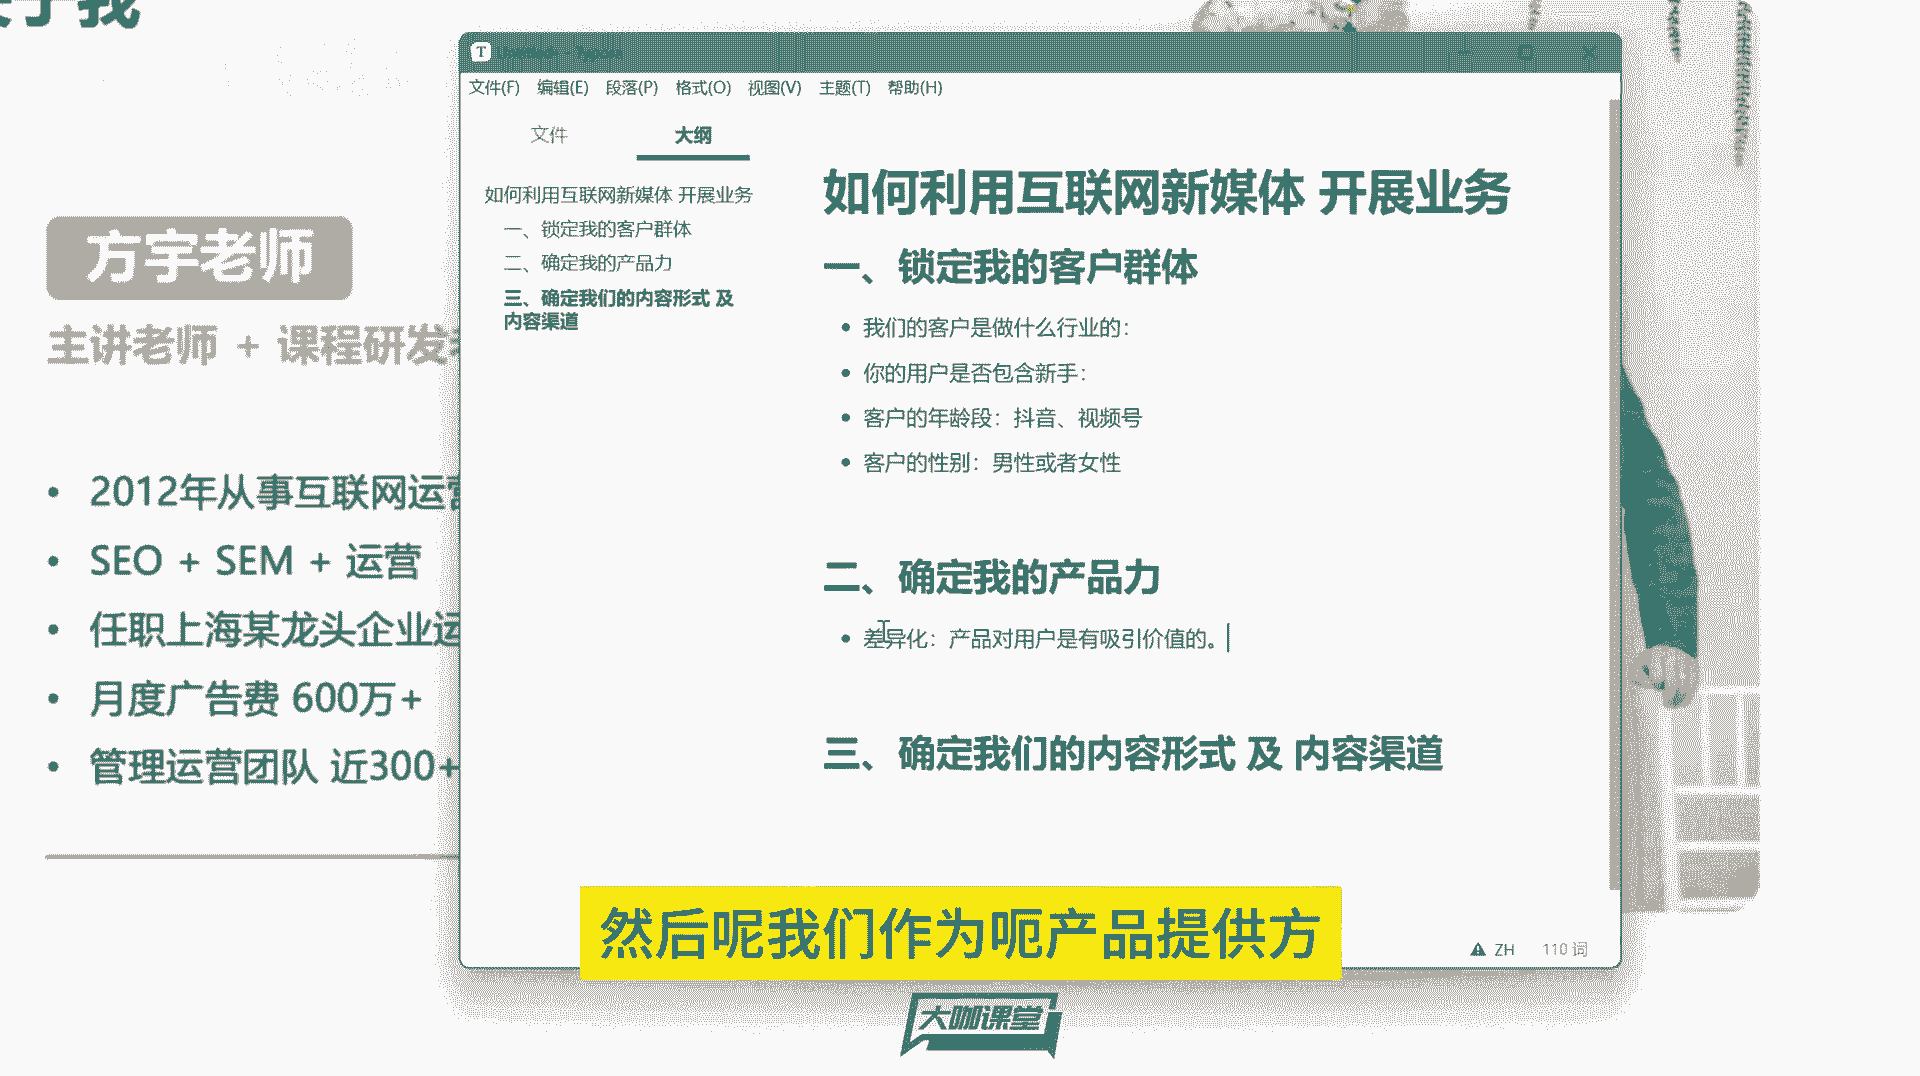 方宇老师
主讲老师 + 课程研发
2012年从事互联网运营
SEO + SEM + 运营
任职上海某龙头企业运
月度广告费 600万+
管理运营团队 近300+
文件(F) 编辑(E) 段落(P) 格式(O) 视图(V) 主题(T) 帮助(H)
文件 大纲
如何利用互联网新媒体 开展业务
一、锁定我的客户群体
二、确定我的产品力
三、确定我们的内容形式 及
内容渠道
如何利用互联网新媒体 开展业务
一、锁定我的客户群体
我们的客户是做什么行业的：
你的用户是否包含新手：
客户的年龄段：抖音、视频号
客户的性别：男性或者女性
二、确定我的产品力
差异化：产品对用户是有吸引价值的。
三、确定我们的内容形式 及 内容渠道
ZH 110 词
然后呢我们作为呃产品提供方
大咖课堂